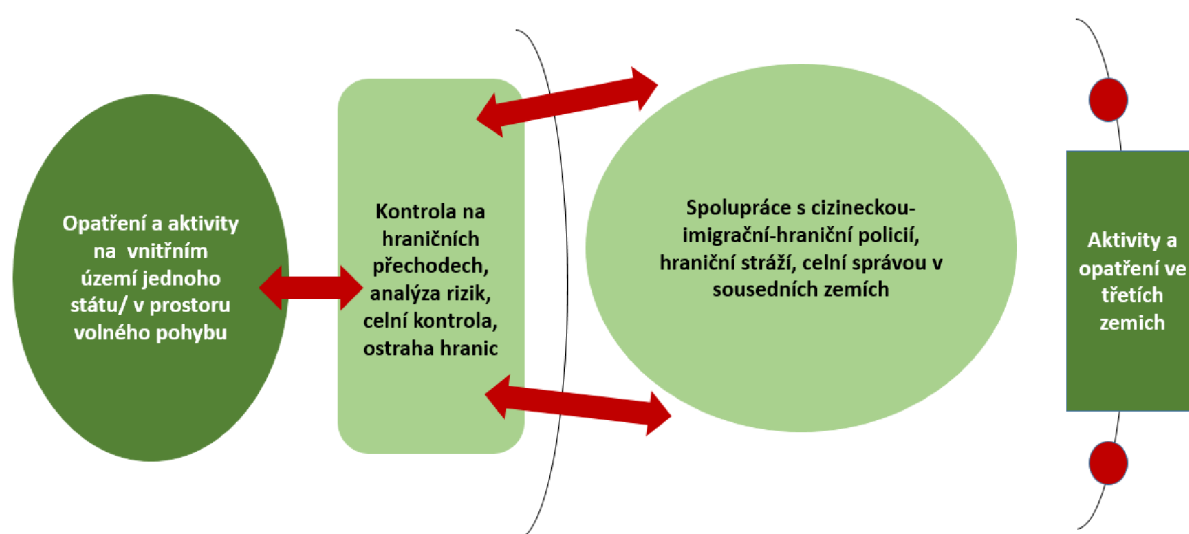 Opatření a aktivity
na vnitřním
území jednoho
státu/ v prostoru
volného pohybu
Kontrola na
hraničních
přechodech,
analýza rizik,
celní kontrola,
ostraha hranic
Spolupráce s cizineckou-
imigrační-hraniční policií,
hraniční stráží, celní správou v
sousedních zemích
Aktivity a
opatření ve
třetích
zemich